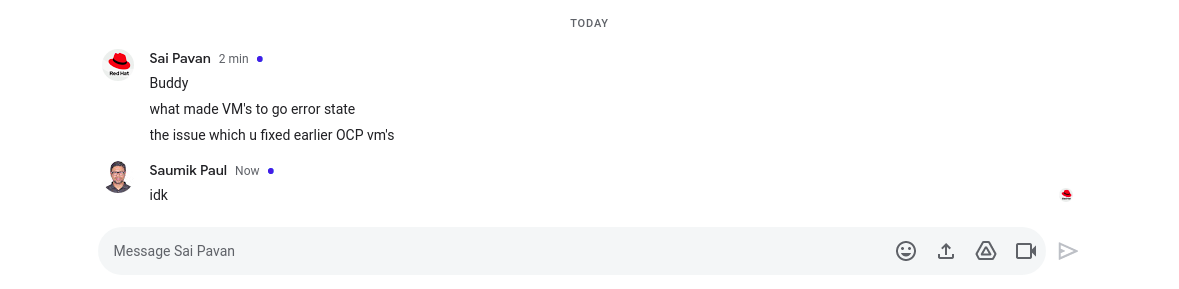 TODAY
Sai Pavan 2 min
Red Hat
Buddy
what made VM's to go error state
the issue which u fixed earlier OCP vm's
Saumik Paul Now
idk
Message Sai Pavan